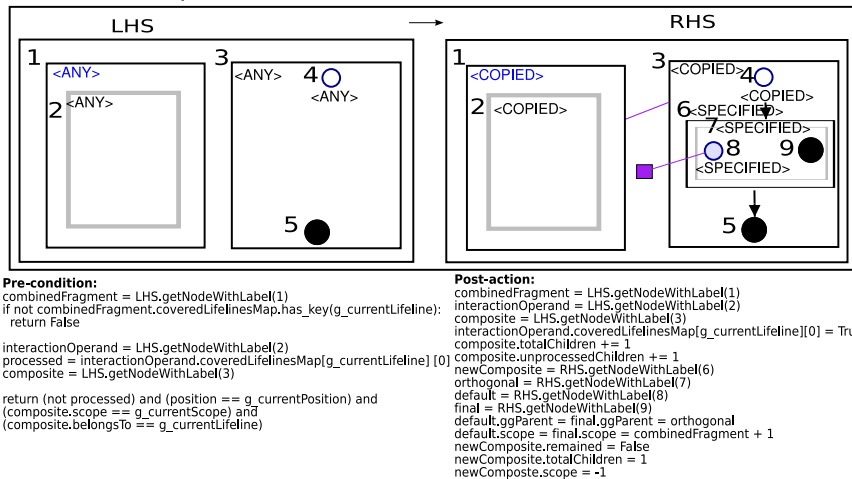 LHS
RHS
1
<ANY>
2
<ANY>
3
<ANY>
4
<ANY>
5
1
<COPIED>
2
<COPIED>
3
<COPIED>
4
<COPIED>
6
<SPECIFIED>
7
<SPECIFIED>
8
9
<SPECIFIED>
5
Pre-condition:
combinedFragment = LHS.getNodeWithLabel(1)
if not combinedFragment.coveredLifelinesMap.has_key(g_currentLifeline):
return False
interactionOperand = LHS.getNodeWithLabel(2)
processed = interactionOperand.coveredLifelinesMap[g_currentLifeline] [0]
composite = LHS.getNodeWithLabel(3)
return (not processed) and (position == g_currentPosition) and
(composite.scope == g_currentScope) and
(composite.belongsTo == g_currentLifeline)
Post-action:
combinedFragment = LHS.getNodeWithLabel(1)
interactionOperand = LHS.getNodeWithLabel(2)
composite = LHS.getNodeWithLabel(3)
interactionOperand.coveredLifelinesMap[g_currentLifeline][0] = Tru
composite.totalChildren += 1
composite.unprocessedChildren += 1
newComposite = RHS.getNodeWithLabel(6)
orthogonal = RHS.getNodeWithLabel(7)
default = RHS.getNodeWithLabel(8)
final = RHS.getNodeWithLabel(9)
default.ggParent = final.ggParent = orthogonal
default.scope = final.scope = combinedFragment + 1
newComposite.remained = False
newComposite.totalChildren = 1
newComposte.scope = -1